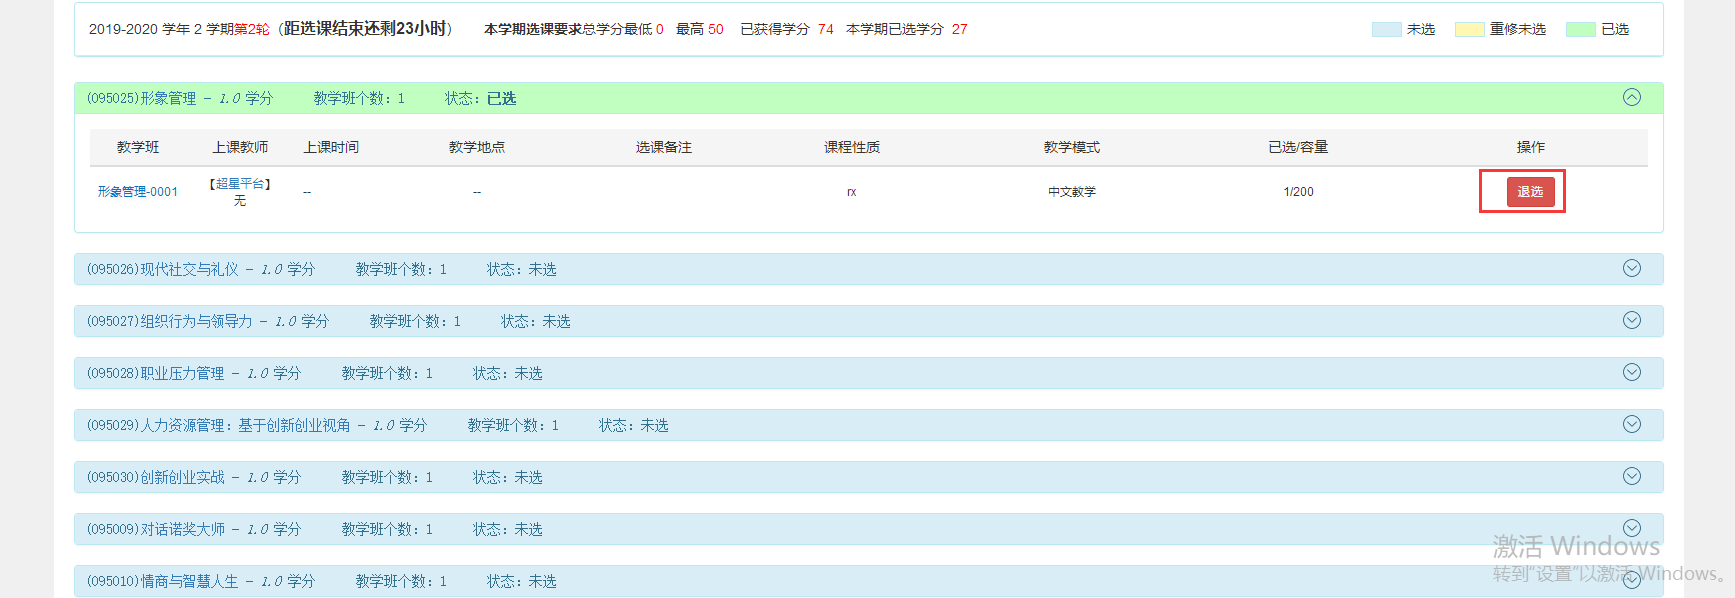 2019-2020 学年 2 学期第2轮（距选课结束还剩23小时） 本学期选课要求总学分最低 0 最高 50 已获得学分 74 本学期已选学分 27 未选 重修未选 已选
(095025)形象管理 - 1.0 学分 教学班个数：1 状态：已选
教学班 上课教师 上课时间 教学地点 选课备注 课程性质 教学模式 已选/容量 操作
形象管理-0001 【超星平台】 -- -- rx 中文教学 1/200 退选
无
(095026)现代社交与礼仪 - 1.0 学分 教学班个数：1 状态：未选
(095027)组织行为与领导力 - 1.0 学分 教学班个数：1 状态：未选
(095028)职业压力管理 - 1.0 学分 教学班个数：1 状态：未选
(095029)人力资源管理：基于创新创业视角 - 1.0 学分 教学班个数：1 状态：未选
(095030)创新创业实战 - 1.0 学分 教学班个数：1 状态：未选
(095009)对话诺奖大师 - 1.0 学分 教学班个数：1 状态：未选
激活 Windows
转到"设置"以激活 Windows。
(095010)情商与智慧人生 - 1.0 学分 教学班个数：1 状态：未选